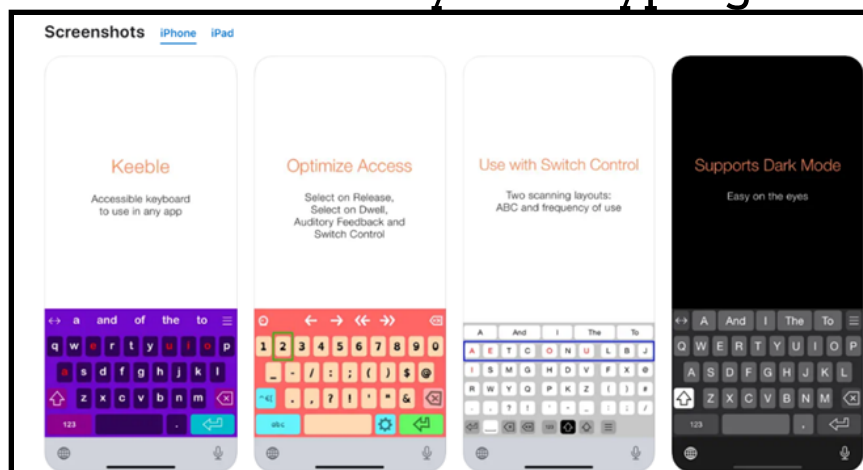 Screenshots iPhone iPad
Keeble
Accessible keyboard
to use in any app
↔ a and of the to ☰
q w e r t y u i o p
a s d f g h j k l
z x c v b n m
123 .
Optimize Access
Select on Release,
Select on Dwell,
Auditory Feedback and
Switch Control
1 2 3 4 5 6 7 8 9 0
_ - / : ; ( ) $ @
. , ? ! ' " &
abc
Use with Switch Control
Two scanning layouts:
ABC and frequency of use
A And I The To
A E T C O N U L B J
I S M G H D V F X @
R W Y Q P K Z ( ) #
. , ? ! ' " - : ; /
123
Supports Dark Mode
Easy on the eyes
↔ A And I The To ☰
Q W E R T Y U I O P
A S D F G H J K L
Z X C V B N M
123 .